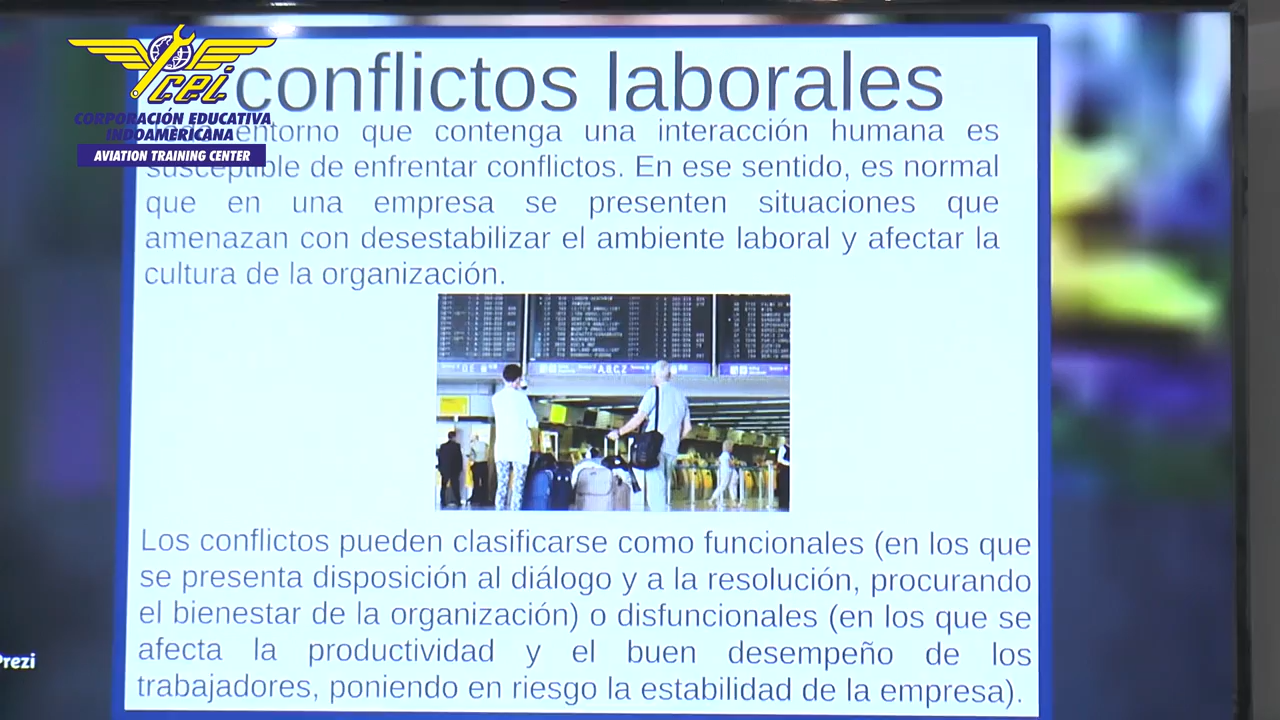 cei
CORPORACIÓN EDUCATIVA
INDOAMERICANA
AVIATION TRAINING CENTER
conflictos laborales
entorno que contenga una interacción humana es
susceptible de enfrentar conflictos. En ese sentido, es normal
que en una empresa se presenten situaciones que
amenazan con desestabilizar el ambiente laboral y afectar la
cultura de la organización.
A,B,C,Z
Los conflictos pueden clasificarse como funcionales (en los que
se presenta disposición al diálogo y a la resolución, procurando
el bienestar de la organización) o disfuncionales (en los que se
afecta la productividad y el buen desempeño de los
trabajadores, poniendo en riesgo la estabilidad de la empresa).
Prezi